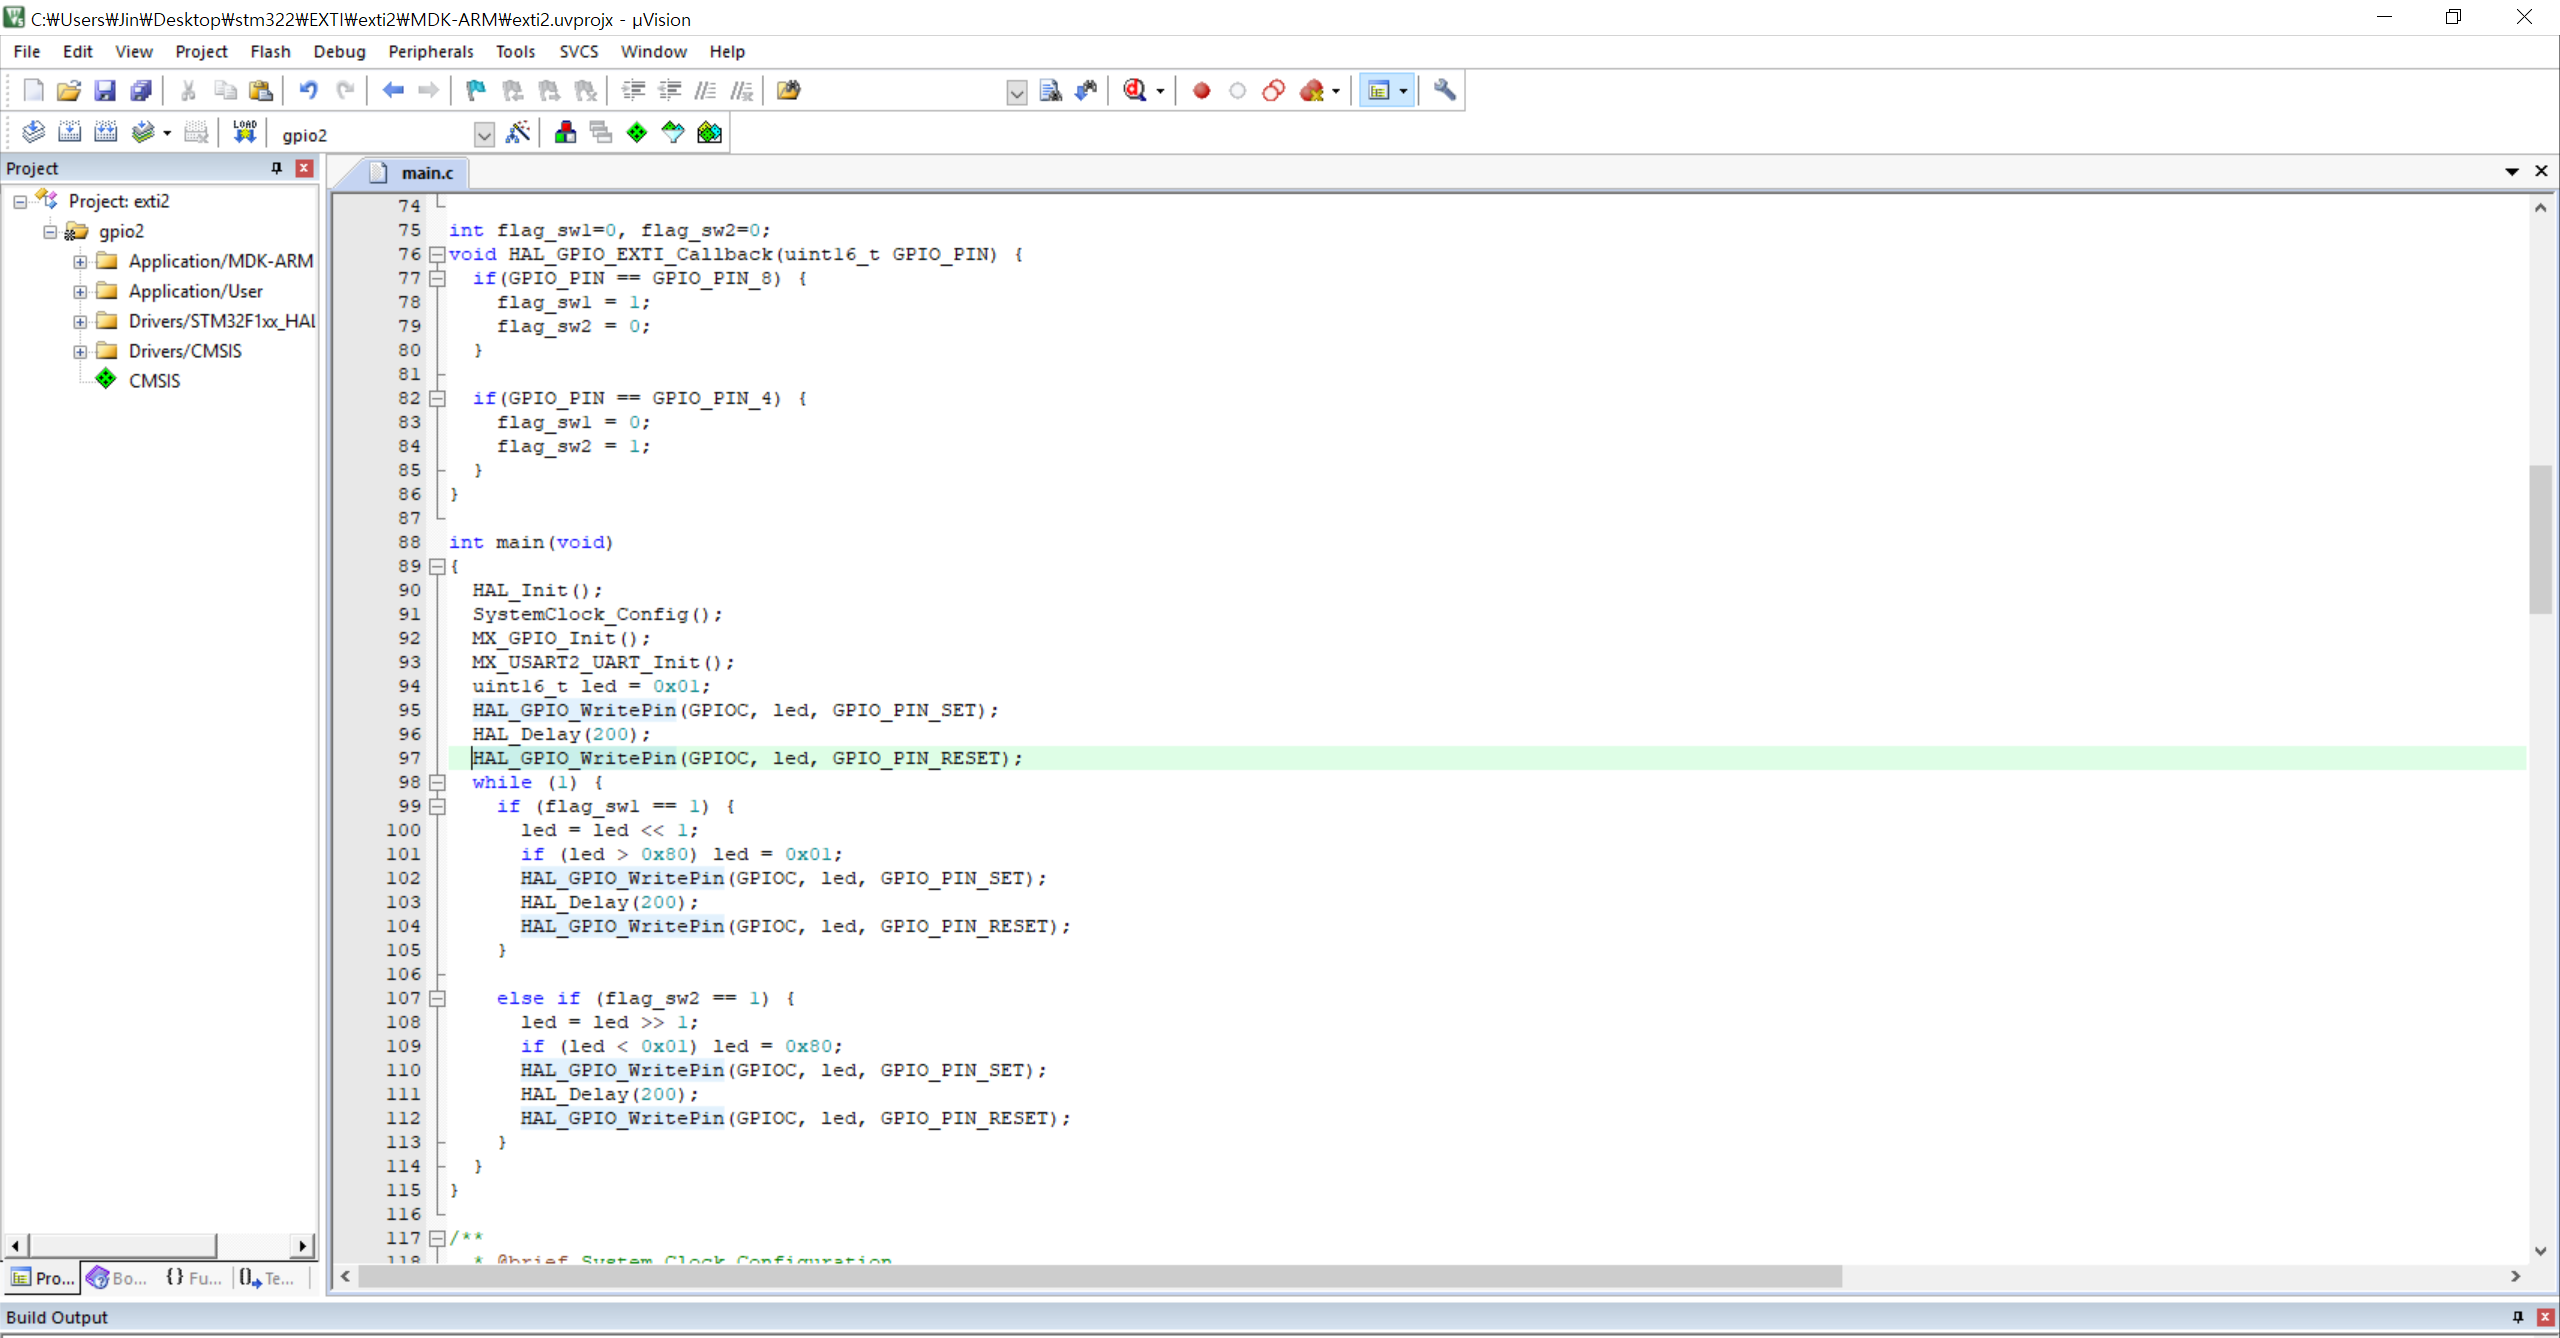 C:₩Users₩Jin₩Desktop₩stm322₩EXTI₩exti2₩MDK-ARM₩exti2.uvprojx - µVision
File Edit View Project Flash Debug Peripherals Tools SVCS Window Help
LOAD gpio2
Project
main.c
Project: exti2
gpio2
Application/MDK-ARM
Application/User
Drivers/STM32F1xx_HAL
Drivers/CMSIS
CMSIS
74
75 int flag_sw1=0, flag_sw2=0;
76 void HAL_GPIO_EXTI_Callback(uint16_t GPIO_PIN) {
77 if(GPIO_PIN == GPIO_PIN_8) {
78 flag_sw1 = 1;
79 flag_sw2 = 0;
80 }
81
82 if(GPIO_PIN == GPIO_PIN_4) {
83 flag_sw1 = 0;
84 flag_sw2 = 1;
85 }
86 }
87
88 int main(void)
89 {
90 HAL_Init();
91 SystemClock_Config();
92 MX_GPIO_Init();
93 MX_USART2_UART_Init();
94 uint16_t led = 0x01;
95 HAL_GPIO_WritePin(GPIOC, led, GPIO_PIN_SET);
96 HAL_Delay(200);
97 HAL_GPIO_WritePin(GPIOC, led, GPIO_PIN_RESET);
98 while (1) {
99 if (flag_sw1 == 1) {
100 led = led << 1;
101 if (led > 0x80) led = 0x01;
102 HAL_GPIO_WritePin(GPIOC, led, GPIO_PIN_SET);
103 HAL_Delay(200);
104 HAL_GPIO_WritePin(GPIOC, led, GPIO_PIN_RESET);
105 }
106
107 else if (flag_sw2 == 1) {
108 led = led >> 1;
109 if (led < 0x01) led = 0x80;
110 HAL_GPIO_WritePin(GPIOC, led, GPIO_PIN_SET);
111 HAL_Delay(200);
112 HAL_GPIO_WritePin(GPIOC, led, GPIO_PIN_RESET);
113 }
114 }
115 }
116
117 /**
118 * @brief System Clock Configuration
Pro... Bo... {} Fu... Te...
Build Output